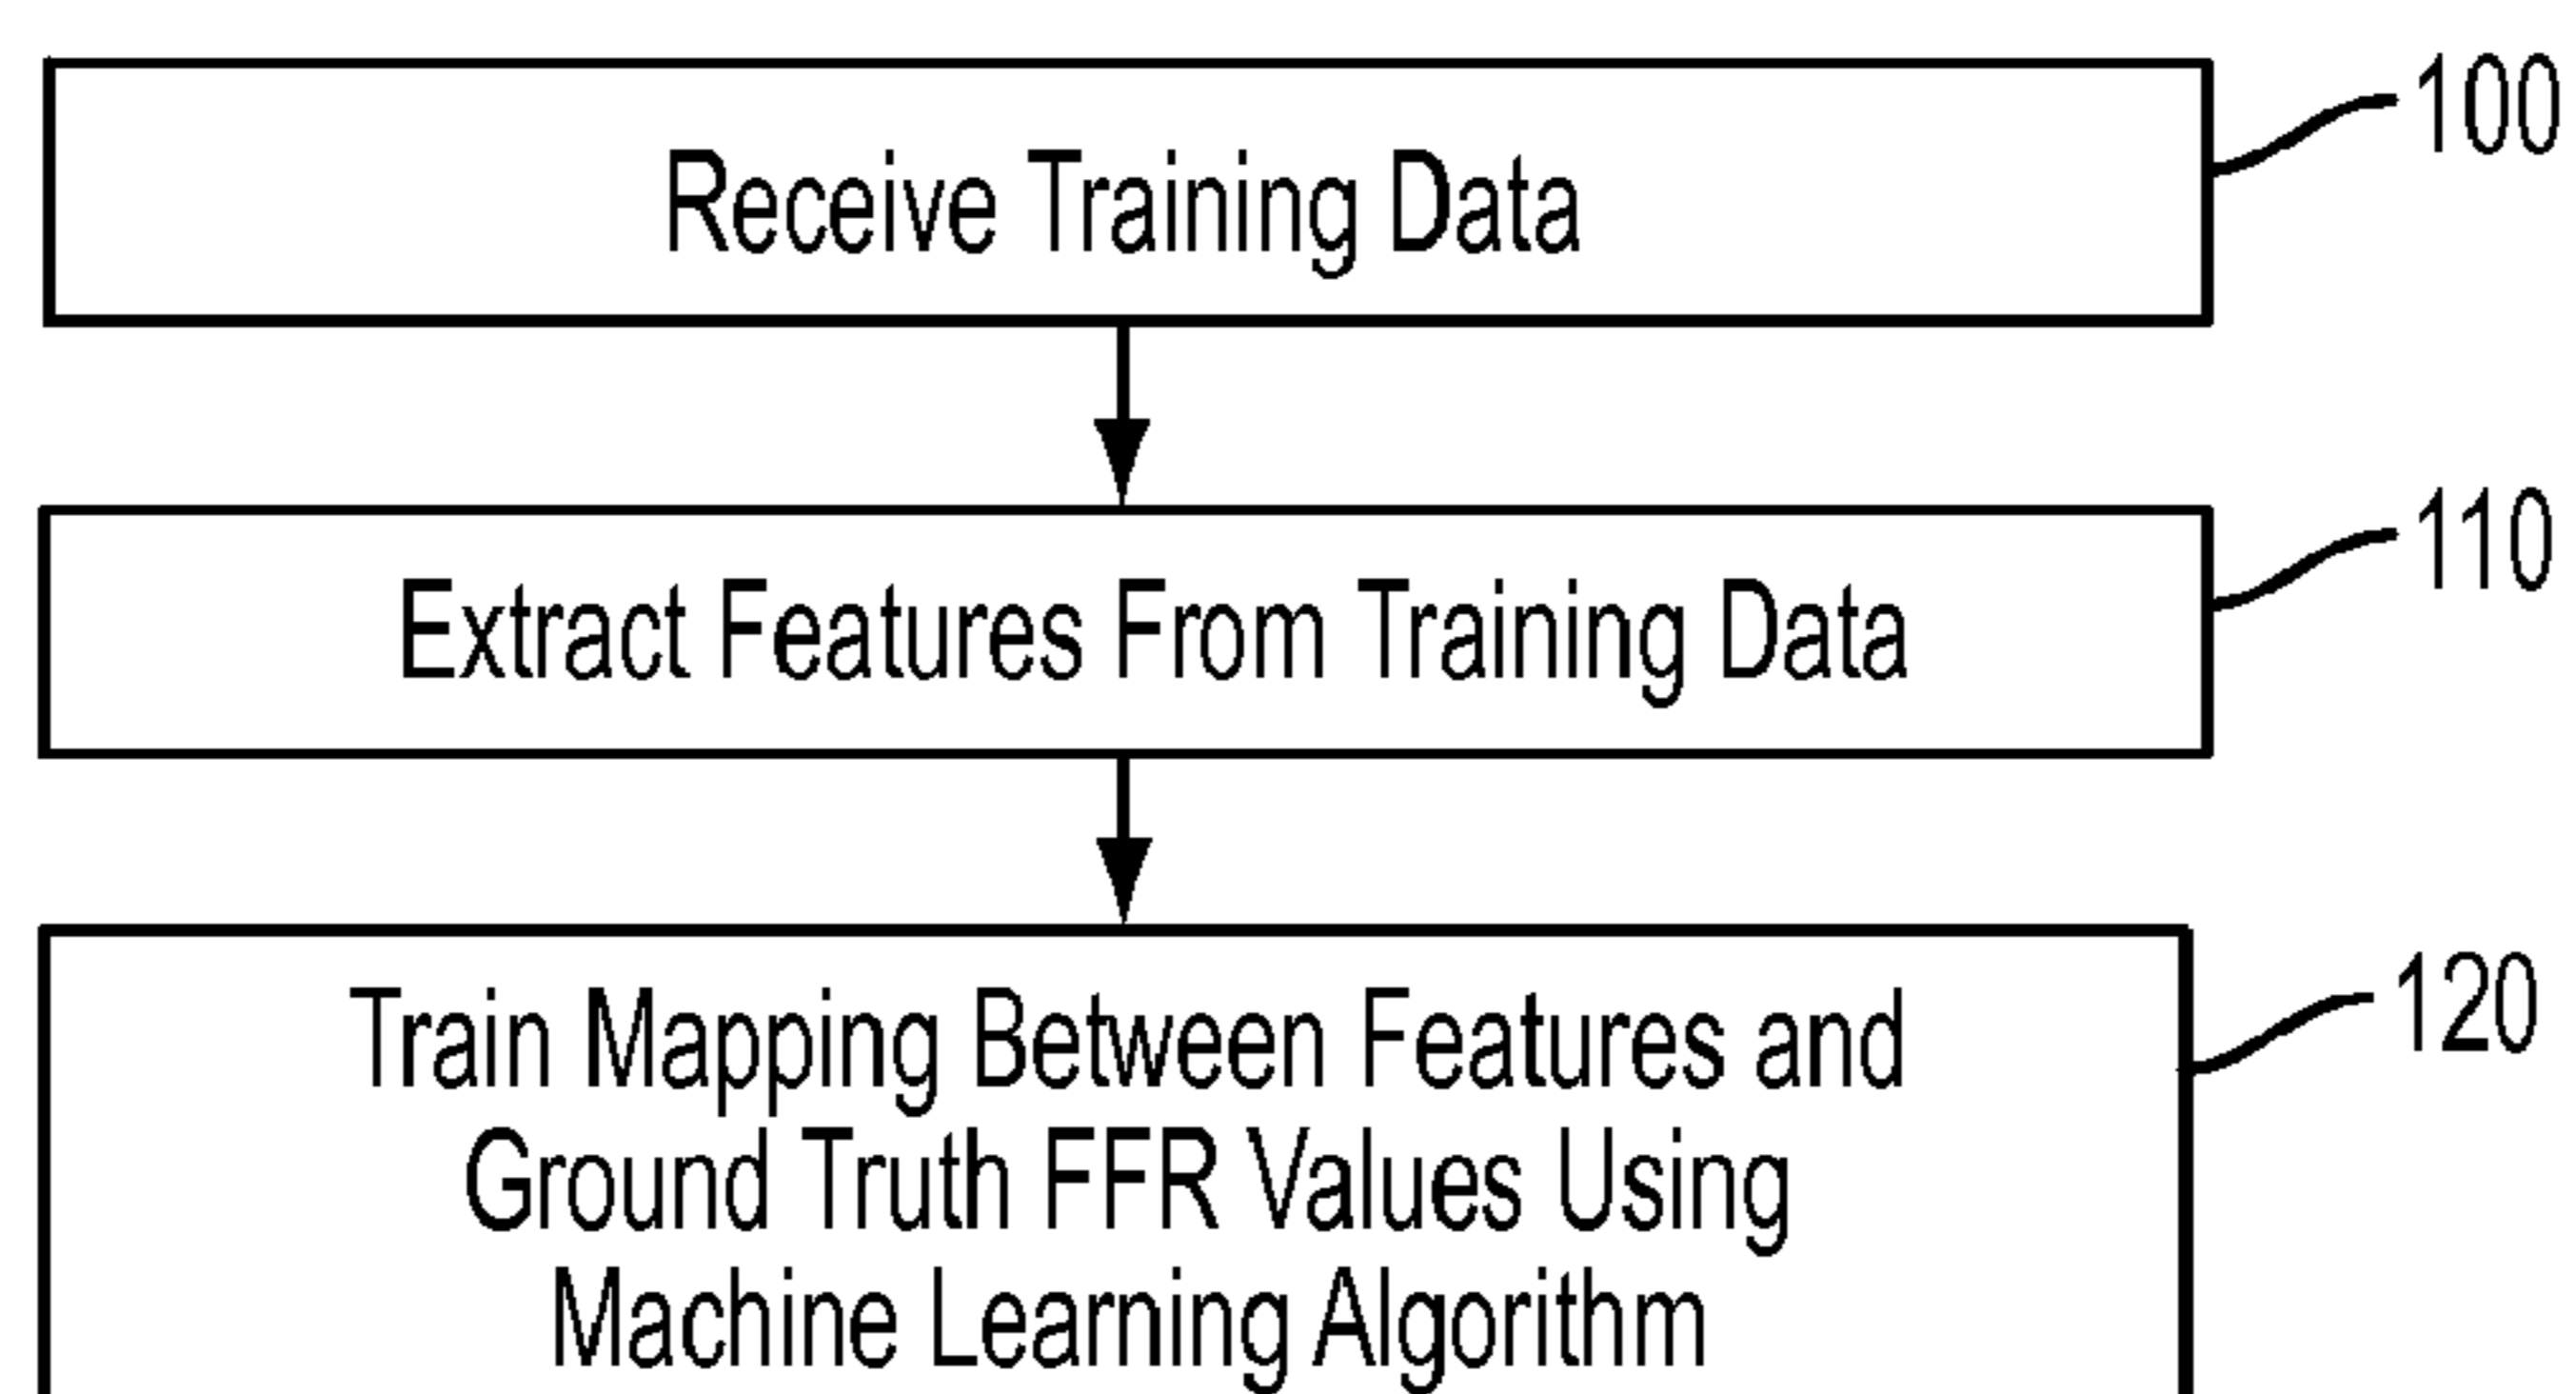 100
Receive Training Data
110
Extract Features From Training Data
120
Train Mapping Between Features and
Ground Truth FFR Values Using
Machine Learning Algorithm